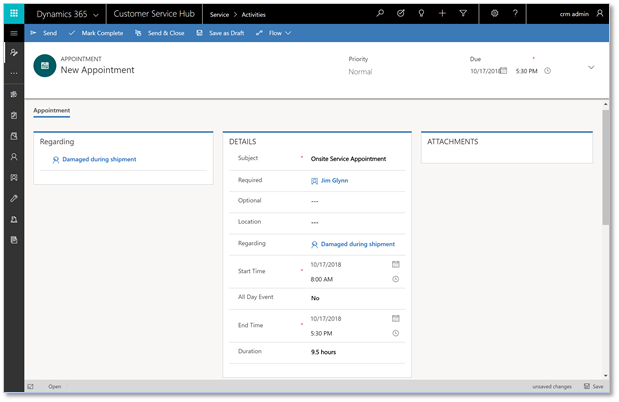 Dynamics 365 Customer Service Hub Service > Activities crm admin
Send Mark Complete Send & Close Save as Draft Flow
APPOINTMENT
New Appointment
Priority
Normal
Due
10/17/2018 5:30 PM
Appointment
Regarding
Damaged during shipment
DETAILS
Subject * Onsite Service Appointment
Required Jim Glynn
Optional ---
Location ---
Regarding Damaged during shipment
Start Time * 10/17/2018
8:00 AM
All Day Event No
End Time * 10/17/2018
5:30 PM
Duration 9.5 hours
ATTACHMENTS
Open unsaved changes Save